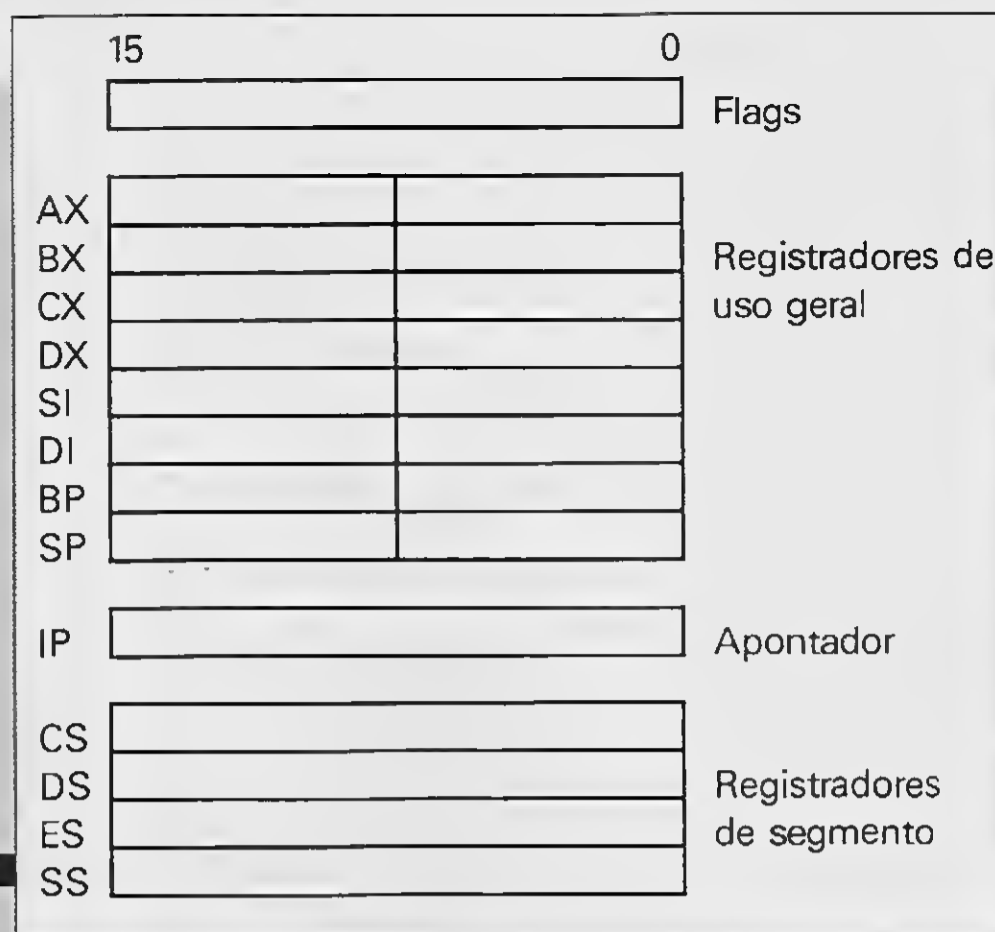 15 0
Flags
AX
BX
CX
DX
SI
DI
BP
SP
Registradores de
uso geral
IP
Apontador
CS
DS
ES
SS
Registradores
de segmento